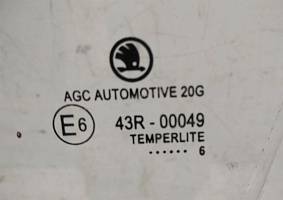 AGC AUTOMOTIVE 20G
E6 43R - 00049
TEMPERLITE
...... 6